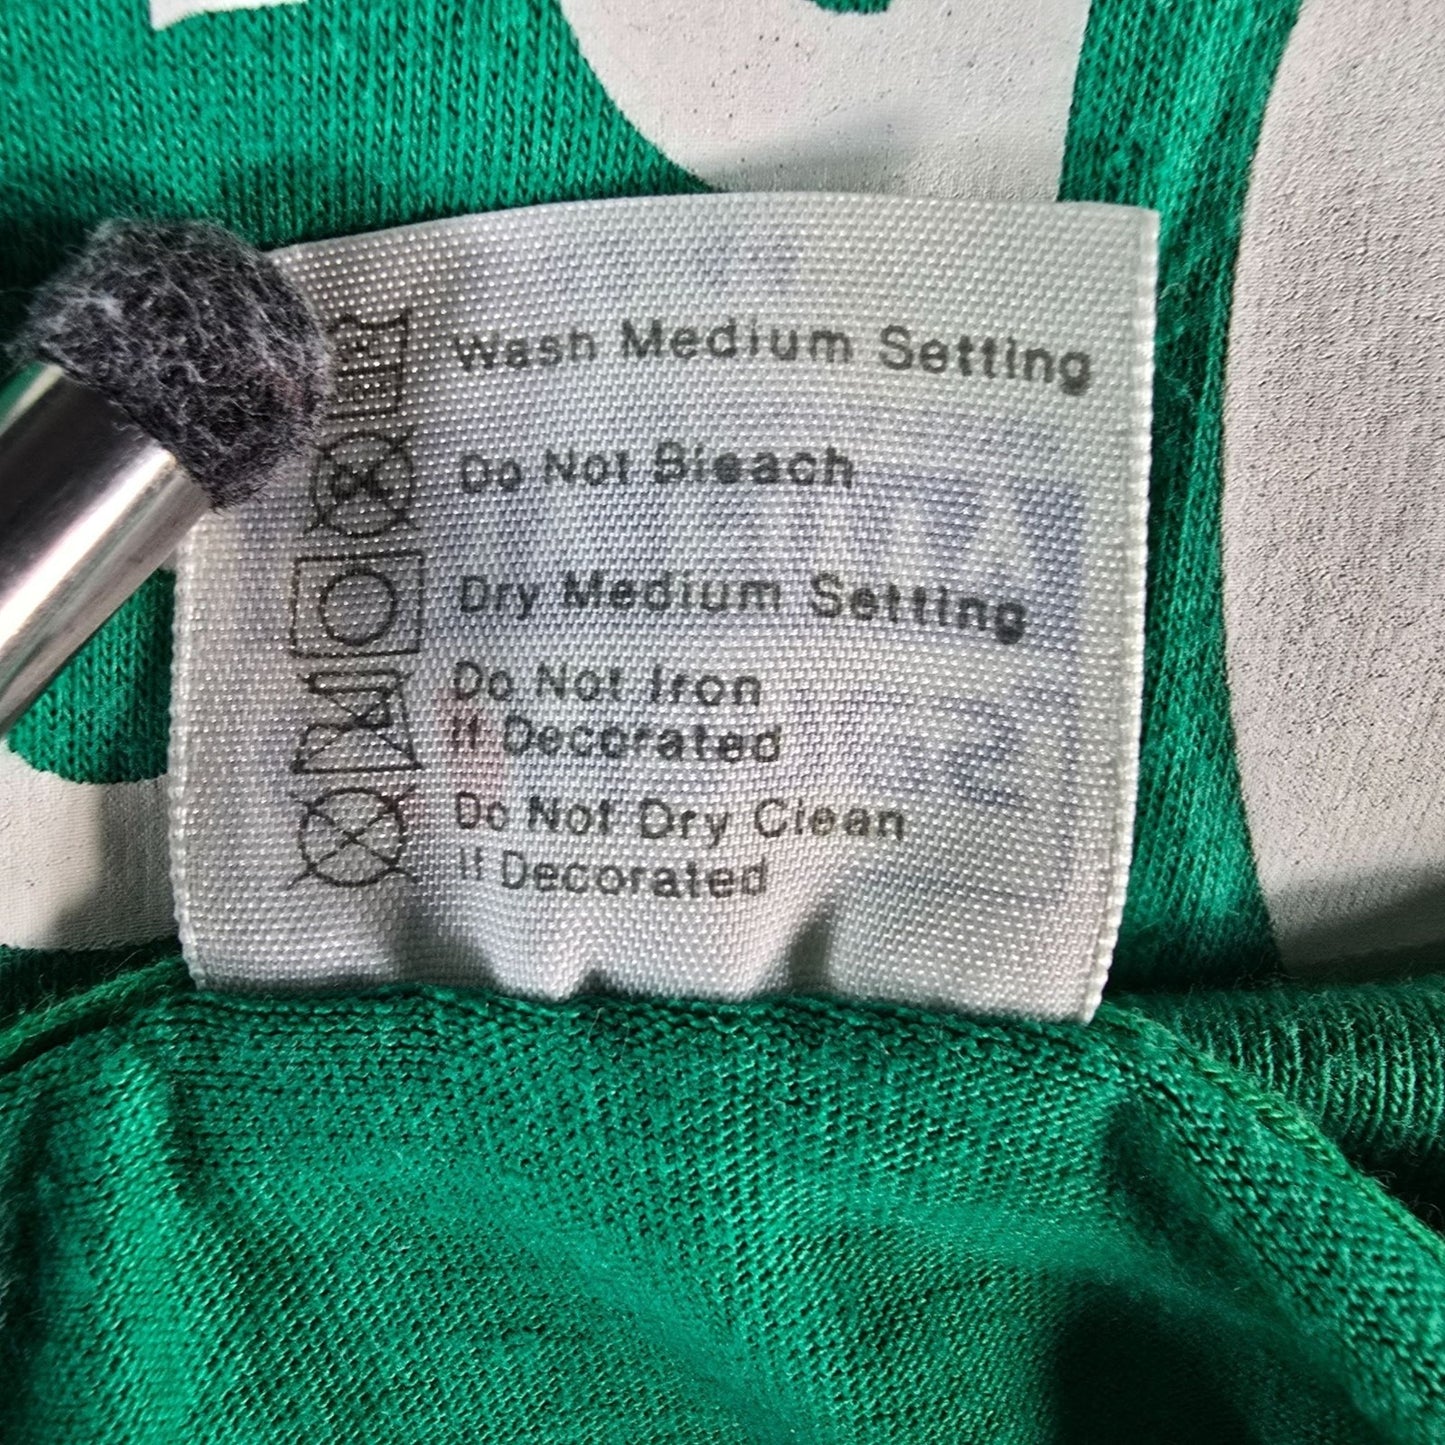 Wash Medium Setting
Do Not Bleach
Dry Medium Setting
Do Not Iron
If Decorated
Do Not Dry Clean
If Decorated